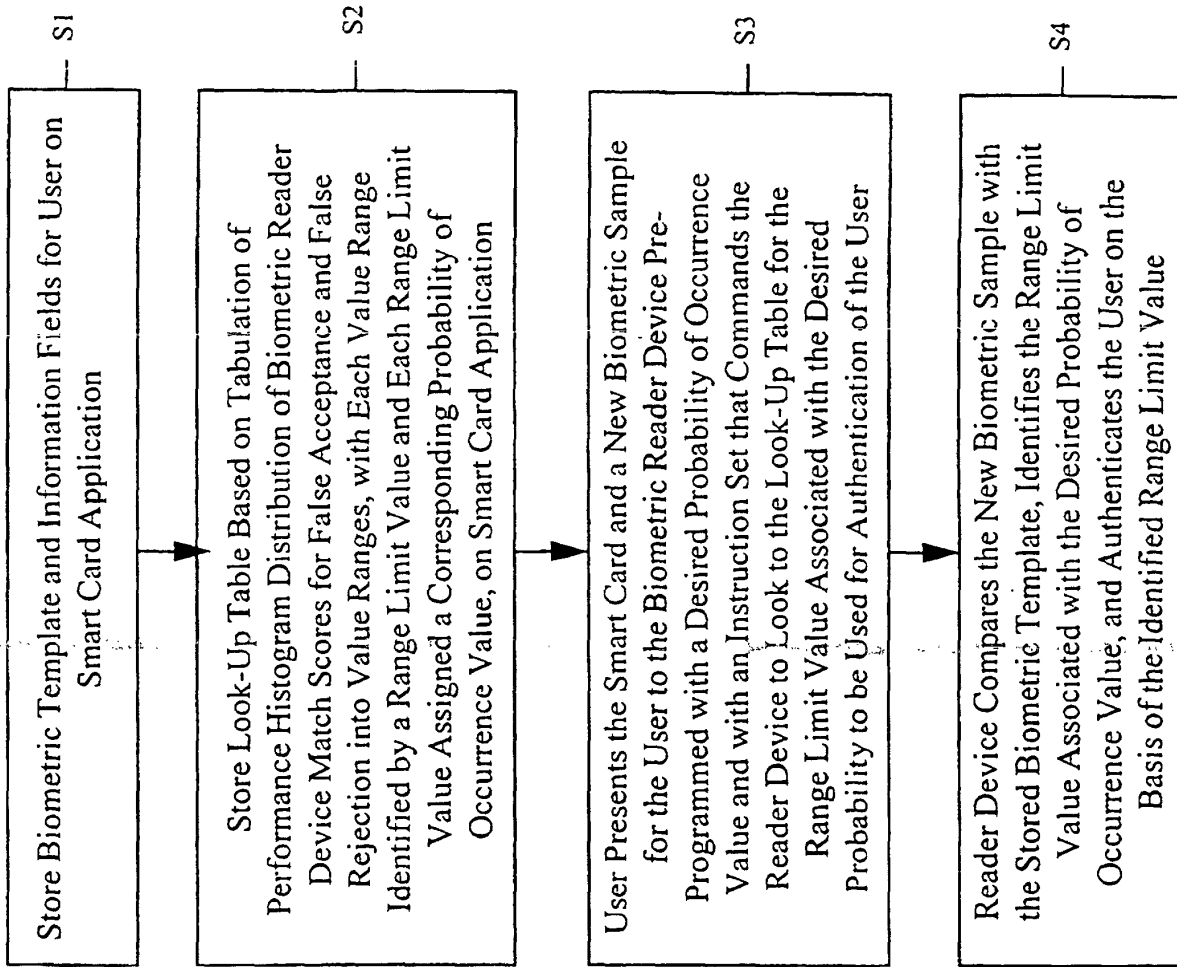 Store Biometric Template and Information Fields for User on
Smart Card Application
S1
Store Look-Up Table Based on Tabulation of
Performance Histogram Distribution of Biometric Reader
Device Match Scores for False Acceptance and False
Rejection into Value Ranges, with Each Value Range
Identified by a Range Limit Value and Each Range Limit
Value Assigned a Corresponding Probability of
Occurrence Value, on Smart Card Application
S2
User Presents the Smart Card and a New Biometric Sample
for the User to the Biometric Reader Device Pre-
Programmed with a Desired Probability of Occurrence
Value and with an Instruction Set that Commands the
Reader Device to Look to the Look-Up Table for the
Range Limit Value Associated with the Desired
Probability to be Used for Authentication of the User
S3
Reader Device Compares the New Biometric Sample with
the Stored Biometric Template, Identifies the Range Limit
Value Associated with the Desired Probability of
Occurrence Value, and Authenticates the User on the
Basis of the Identified Range Limit Value
S4